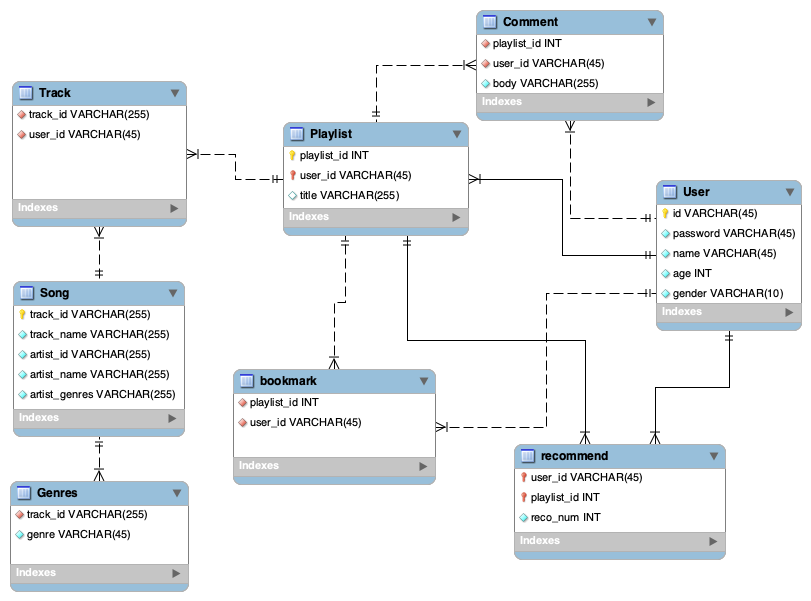 Comment
playlist_id INT
user_id VARCHAR(45)
body VARCHAR(255)
Indexes
Track
track_id VARCHAR(255)
user_id VARCHAR(45)
Indexes
Playlist
playlist_id INT
user_id VARCHAR(45)
title VARCHAR(255)
Indexes
User
id VARCHAR(45)
password VARCHAR(45)
name VARCHAR(45)
age INT
gender VARCHAR(10)
Indexes
Song
track_id VARCHAR(255)
track_name VARCHAR(255)
artist_id VARCHAR(255)
artist_name VARCHAR(255)
artist_genres VARCHAR(255)
Indexes
bookmark
playlist_id INT
user_id VARCHAR(45)
Indexes
recommend
user_id VARCHAR(45)
playlist_id INT
reco_num INT
Indexes
Genres
track_id VARCHAR(255)
genre VARCHAR(45)
Indexes